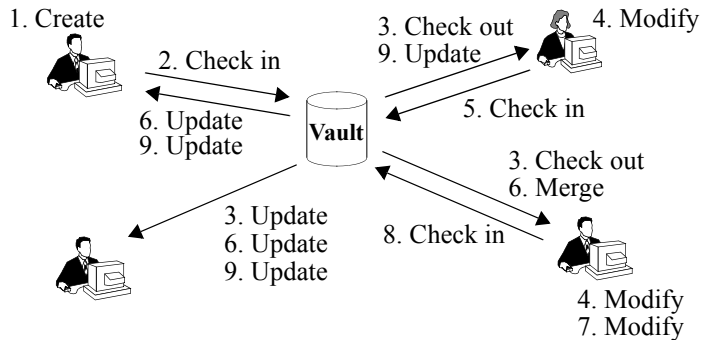 1. Create
2. Check in
6. Update
9. Update
3. Check out
9. Update
4. Modify
5. Check in
Vault
3. Update
6. Update
9. Update
3. Check out
6. Merge
8. Check in
4. Modify
7. Modify